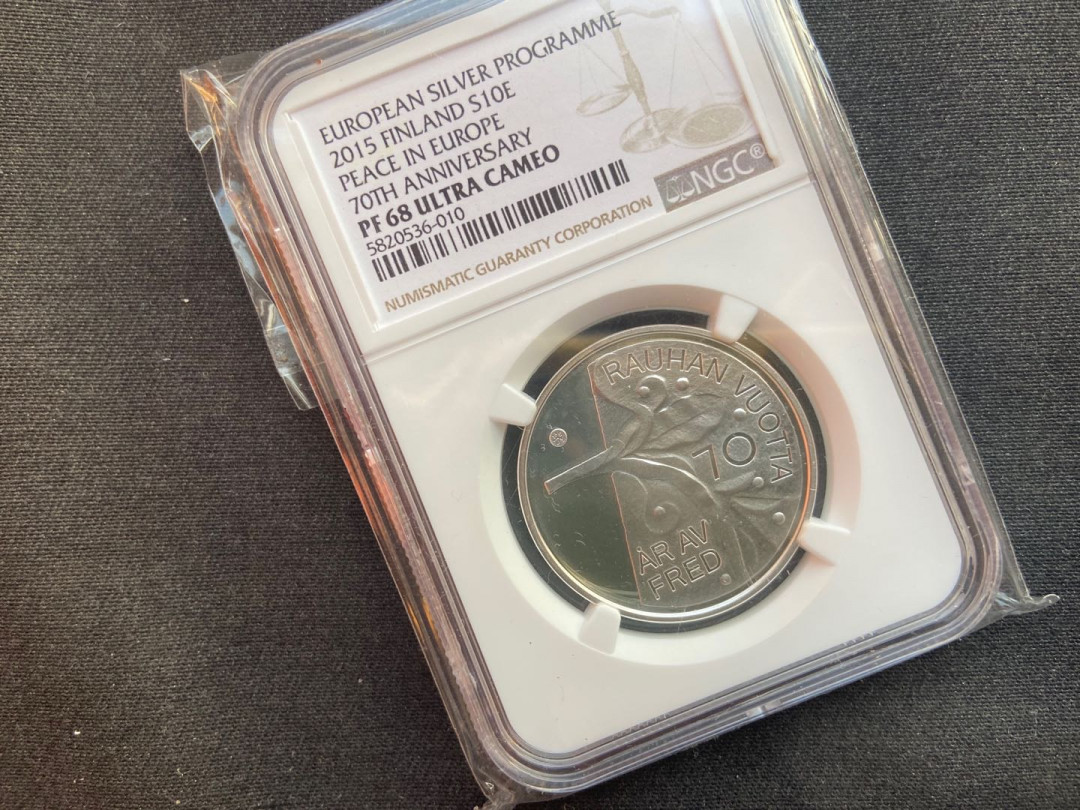 EUROPEAN SILVER PROGRAMME
2015 FINLAND S10E
PEACE IN EUROPE
70TH ANNIVERSARY
PF 68 ULTRA CAMEO
5820536-010
NGC®
NUMISMATIC GUARANTY CORPORATION
RAUHAN VUOTTA
70
ÅR AV
FRED